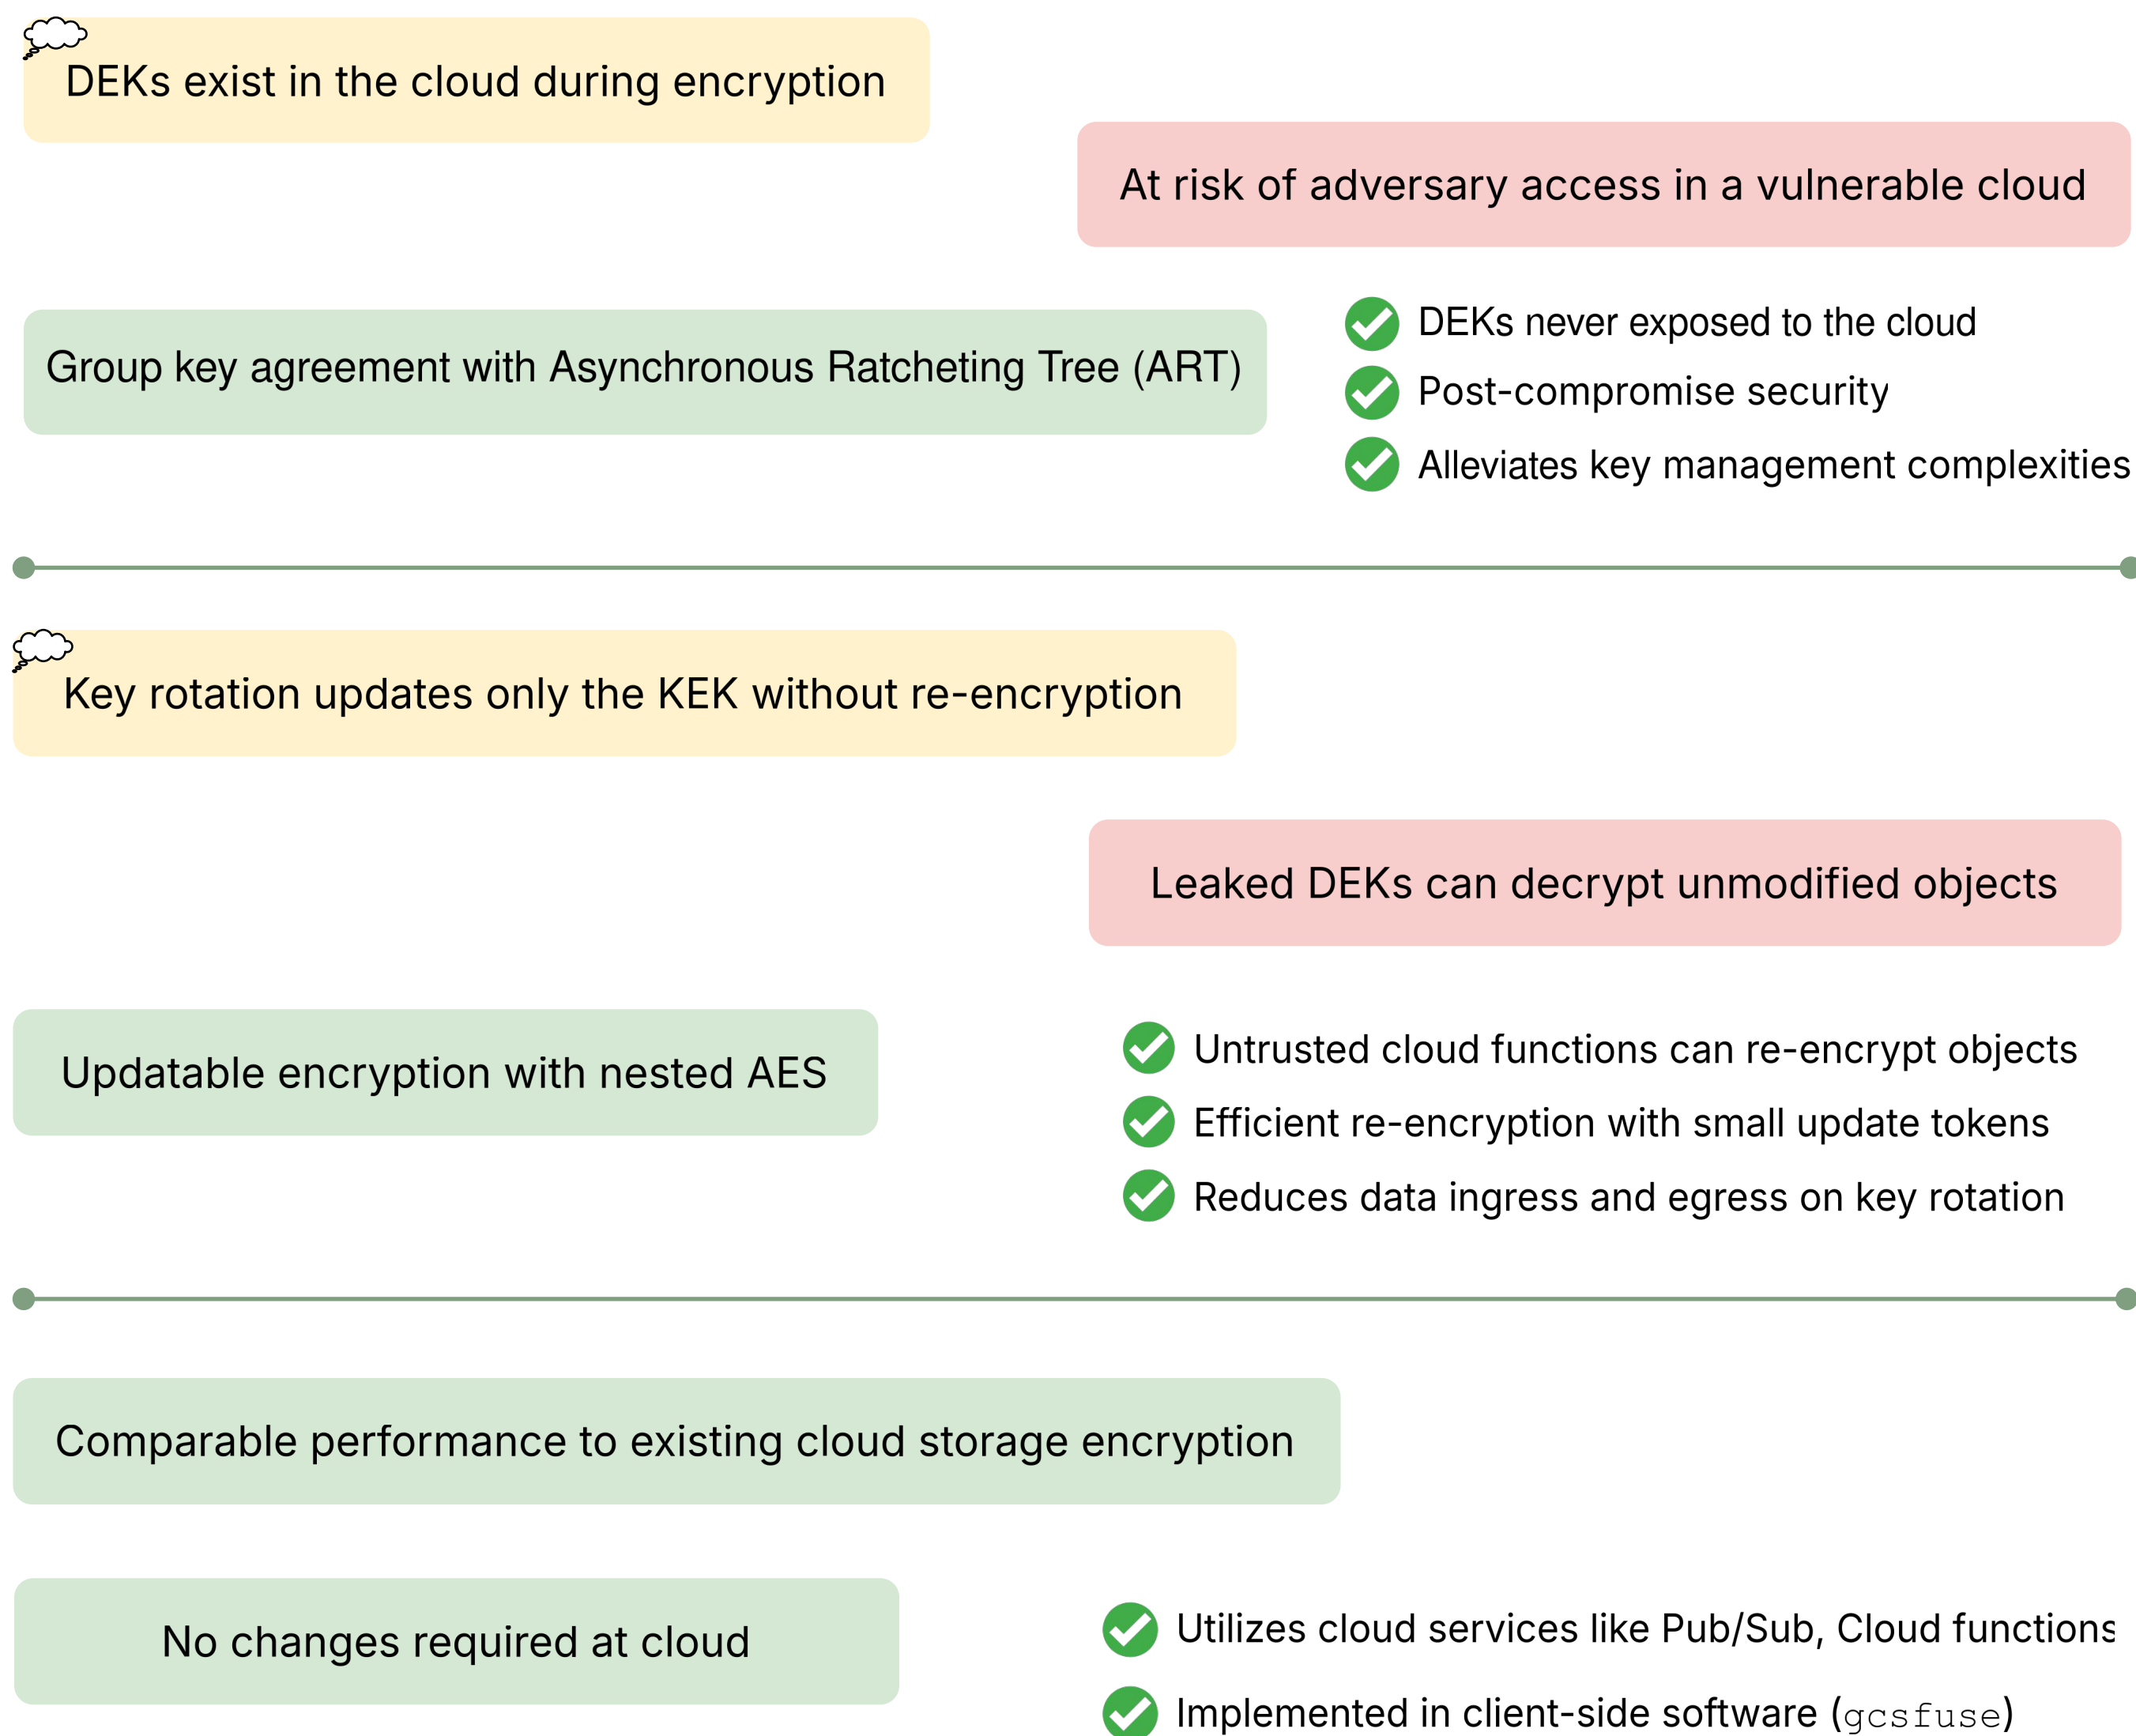 DEKs exist in the cloud during encryption
At risk of adversary access in a vulnerable cloud
Group key agreement with Asynchronous Ratcheting Tree (ART)
DEKs never exposed to the cloud
Post-compromise security
Alleviates key management complexities
Key rotation updates only the KEK without re-encryption
Leaked DEKs can decrypt unmodified objects
Updatable encryption with nested AES
Untrusted cloud functions can re-encrypt objects
Efficient re-encryption with small update tokens
Reduces data ingress and egress on key rotation
Comparable performance to existing cloud storage encryption
No changes required at cloud
Utilizes cloud services like Pub/Sub, Cloud functions
Implemented in client-side software (gcsfuse)